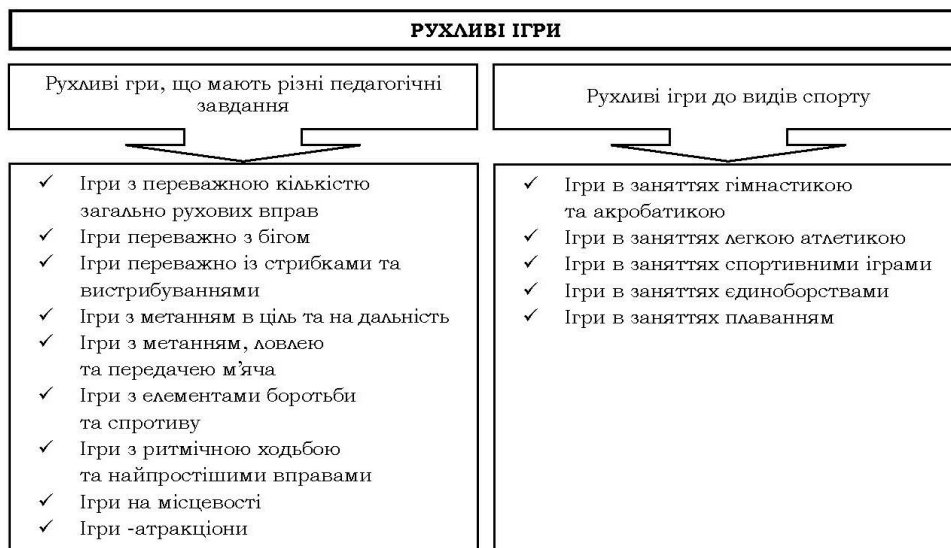 РУХЛИВІ ІГРИ
Рухливі гри, що мають різні педагогічні
завдання
✓ Ігри з переважною кількістю
загально рухових вправ
✓ Ігри переважно з бігом
✓ Ігри переважно із стрибками та
вистрибуваннями
✓ Ігри з метанням в ціль та на дальність
✓ Ігри з метанням, ловлею
та передачею м’яча
✓ Ігри з елементами боротьби
та спротиву
✓ Ігри з ритмічною ходьбою
та найпростішими вправами
✓ Ігри на місцевості
✓ Ігри -атракціони
Рухливі ігри до видів спорту
✓ Ігри в заняттях гімнастикою
та акробатикою
✓ Ігри в заняттях легкою атлетикою
✓ Ігри в заняттях спортивними іграми
✓ Ігри в заняттях єдиноборствами
✓ Ігри в заняттях плаванням